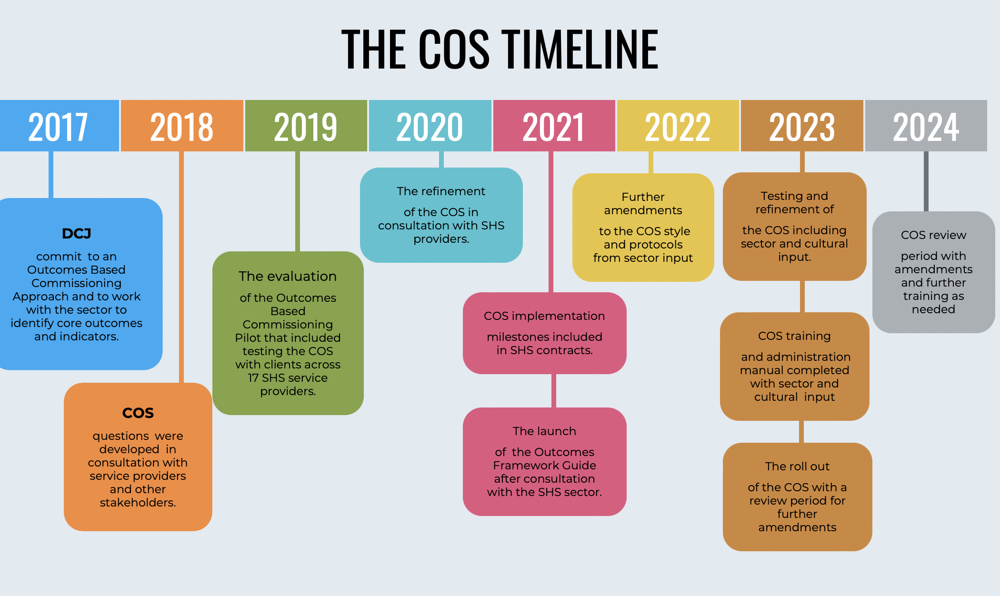 THE COS TIMELINE
2017
2018
2019
2020
2021
2022
2023
2024
DCJ
commit to an
Outcomes Based
Commissioning
Approach and to work
with the sector to
identify core outcomes
and indicators.
COS
questions were
developed in
consultation with
service providers
and other
stakeholders.
The evaluation
of the Outcomes
Based
Commissioning
Pilot that included
testing the COS
with clients across
17 SHS service
providers.
The refinement
of the COS in
consultation with SHS
providers.
COS implementation
milestones included
in SHS contracts.
The launch
of the Outcomes
Framework Guide
after consultation
with the SHS sector.
Further
amendments
to the COS style
and protocols
from sector input
Testing and
refinement of
the COS including
sector and cultural
input.
COS training
and administration
manual completed
with sector and
cultural input
The roll out
of the COS with a
review period for
further
amendments
COS review
period with
amendments
and further
training as
needed